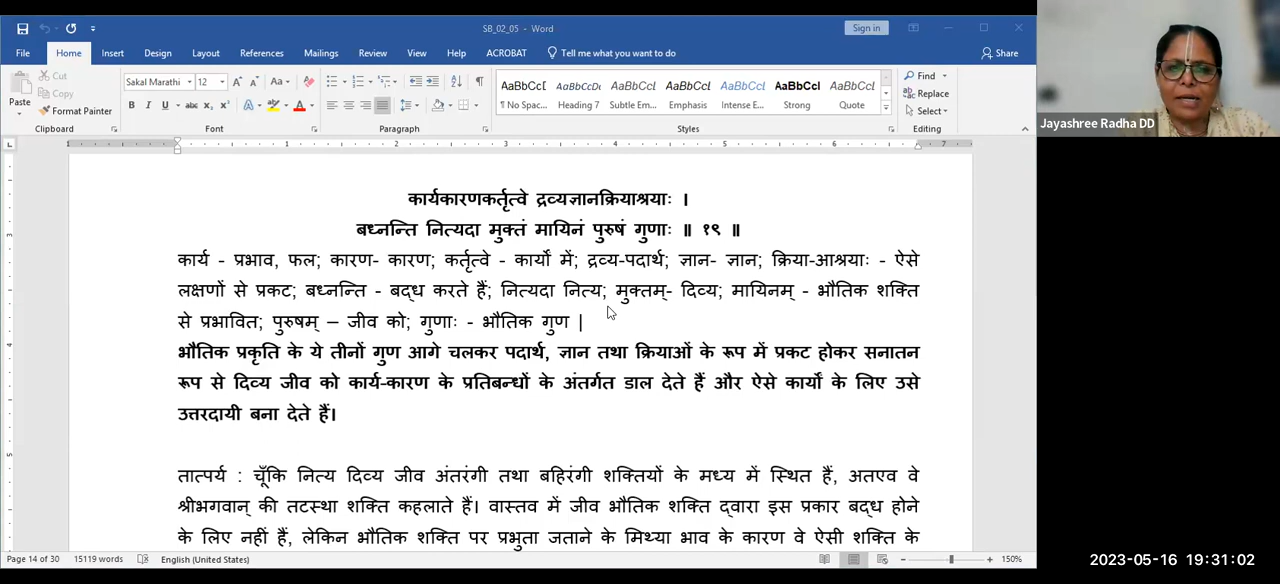 SB_02_05 - Word
Sign in
File Home Insert Design Layout References Mailings Review View Help ACROBAT Tell me what you want to do Share
Cut
Copy
Paste
Format Painter
Sakal Marathi 12
AaBbCcI AaBbCcDc AaBbCcl AaBbCcl AaBbCcl AaBbCcl AaBbCcl
¶ No Spac... Heading 7 Subtle Em... Emphasis Intense E... Strong Quote
Find
Replace
Select
Clipboard Font Paragraph Styles Editing
Jayashree Radha DD
कार्यकारणकर्तृत्वे द्रव्यज्ञानक्रियाश्रयाः ।
बध्नन्ति नित्यदा मुक्तं मायिनं पुरुषं गुणाः ॥ १९ ॥
कार्य - प्रभाव, फल; कारण- कारण; कर्तृत्वे - कार्यों में; द्रव्य-पदार्थ; ज्ञान- ज्ञान; क्रिया-आश्रयाः - ऐसे
लक्षणों से प्रकट; बध्नन्ति - बद्ध करते हैं; नित्यदा नित्य; मुक्तम्- दिव्य; मायिनम् - भौतिक शक्ति
से प्रभावित; पुरुषम् – जीव को; गुणाः - भौतिक गुण |
भौतिक प्रकृति के ये तीनों गुण आगे चलकर पदार्थ, ज्ञान तथा क्रियाओं के रूप में प्रकट होकर सनातन
रूप से दिव्य जीव को कार्य-कारण के प्रतिबन्धों के अंतर्गत डाल देते हैं और ऐसे कार्यों के लिए उसे
उत्तरदायी बना देते हैं।
तात्पर्य : चूँकि नित्य दिव्य जीव अंतरंगी तथा बहिरंगी शक्तियों के मध्य में स्थित हैं, अतएव वे
श्रीभगवान् की तटस्था शक्ति कहलाते हैं। वास्तव में जीव भौतिक शक्ति द्वारा इस प्रकार बद्ध होने
के लिए नहीं हैं, लेकिन भौतिक शक्ति पर प्रभुता जताने के मिथ्या भाव के कारण वे ऐसी शक्ति के
Page 14 of 30 15119 words English (United States) 150%
2023-05-16 19:31:02